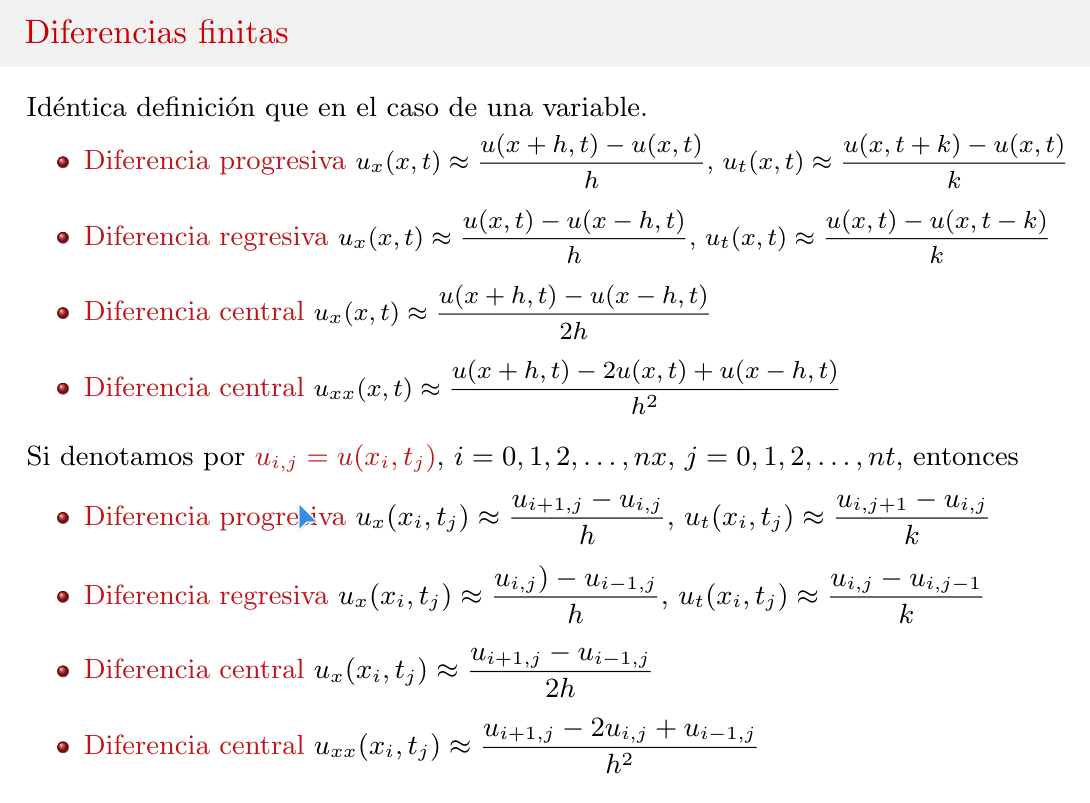 Diferencias finitas
Idéntica definición que en el caso de una variable.
Diferencia progresiva $u_x(x,t) \approx \frac{u(x+h,t)-u(x,t)}{h}$, $u_t(x,t) \approx \frac{u(x,t+k)-u(x,t)}{k}$
Diferencia regresiva $u_x(x,t) \approx \frac{u(x,t)-u(x-h,t)}{h}$, $u_t(x,t) \approx \frac{u(x,t)-u(x,t-k)}{k}$
Diferencia central $u_x(x,t) \approx \frac{u(x+h,t)-u(x-h,t)}{2h}$
Diferencia central $u_{xx}(x,t) \approx \frac{u(x+h,t)-2u(x,t)+u(x-h,t)}{h^2}$
Si denotamos por $u_{i,j} = u(x_i,t_j)$, $i = 0,1,2,\ldots,nx$, $j = 0,1,2,\ldots,nt$, entonces
Diferencia progresiva $u_x(x_i,t_j) \approx \frac{u_{i+1,j}-u_{i,j}}{h}$, $u_t(x_i,t_j) \approx \frac{u_{i,j+1}-u_{i,j}}{k}$
Diferencia regresiva $u_x(x_i,t_j) \approx \frac{u_{i,j})-u_{i-1,j}}{h}$, $u_t(x_i,t_j) \approx \frac{u_{i,j}-u_{i,j-1}}{k}$
Diferencia central $u_x(x_i,t_j) \approx \frac{u_{i+1,j}-u_{i-1,j}}{2h}$
Diferencia central $u_{xx}(x_i,t_j) \approx \frac{u_{i+1,j}-2u_{i,j}+u_{i-1,j}}{h^2}$